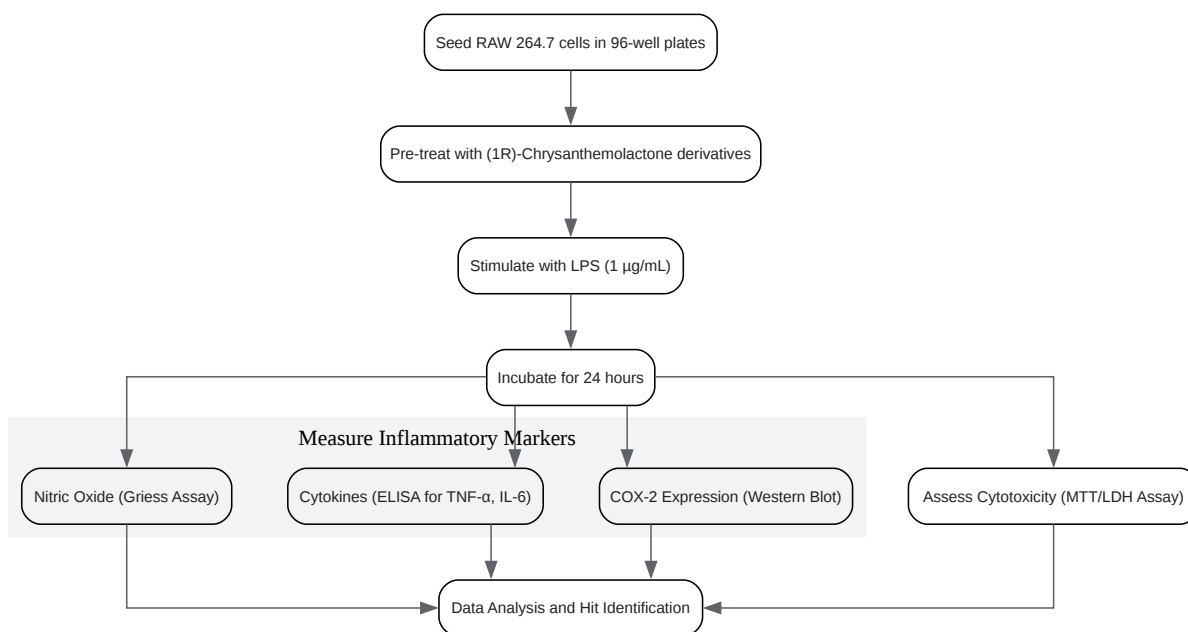 Seed RAW 264.7 cells in 96-well plates
Pre-treat with (1R)-Chrysanthemolactone derivatives
Stimulate with LPS (1 µg/mL)
Incubate for 24 hours
Measure Inflammatory Markers
Nitric Oxide (Griess Assay)
Cytokines (ELISA for TNF-α, IL-6)
COX-2 Expression (Western Blot)
Assess Cytotoxicity (MTT/LDH Assay)
Data Analysis and Hit Identification